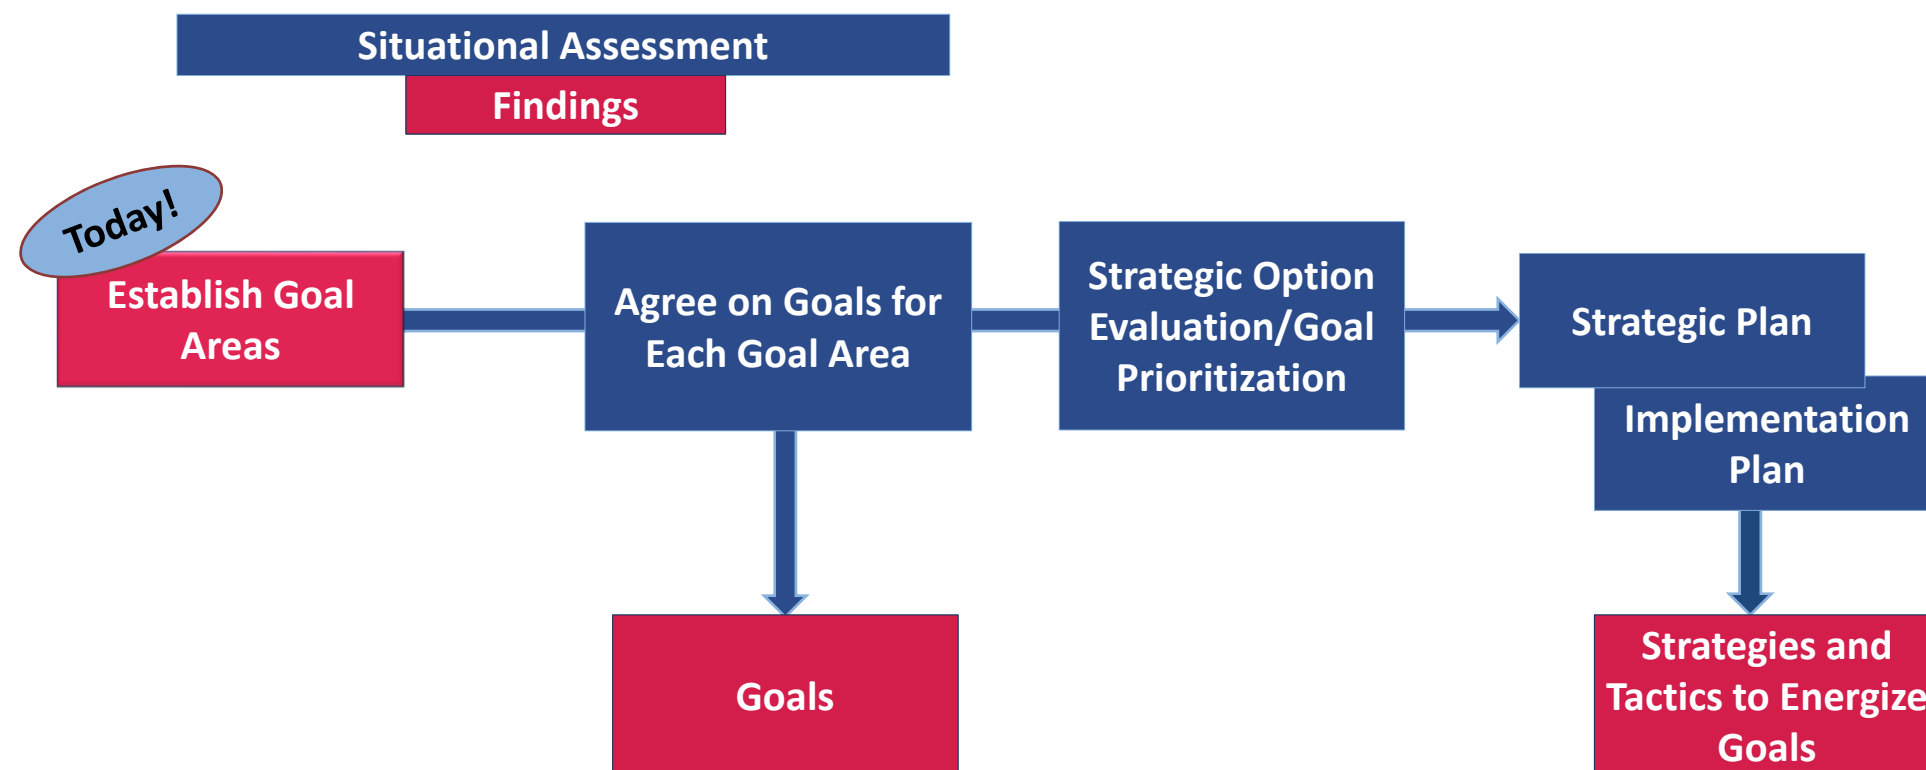 Situational Assessment
Findings
Today!
Establish Goal
Areas
Agree on Goals for
Each Goal Area
Strategic Option
Evaluation/Goal
Prioritization
Strategic Plan
Implementation
Plan
Goals
Strategies and
Tactics to Energize
Goals